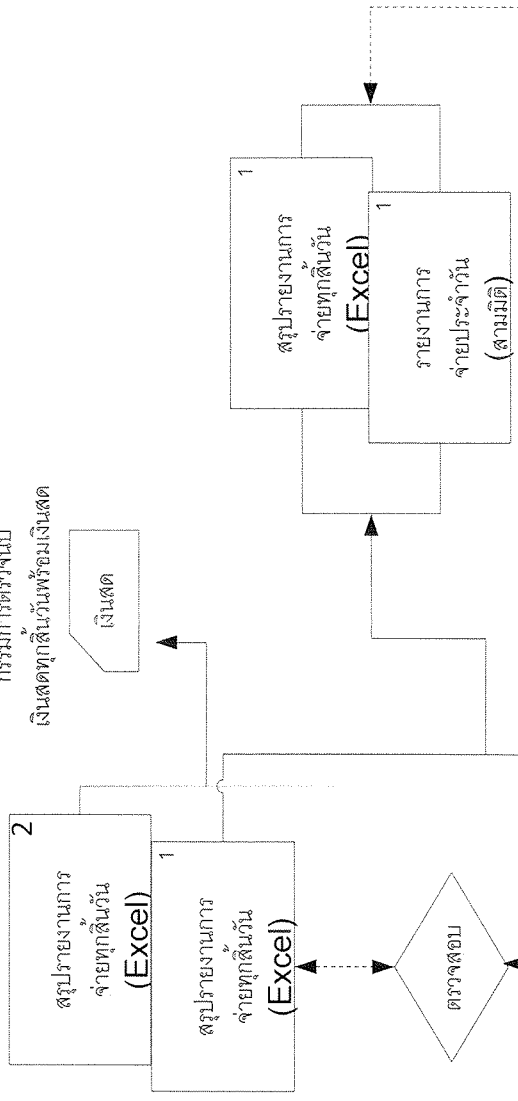 กรรมการตรวจนับ
เงินสดทุกสิ้นวันพร้อมเงินสด
เงินสด
2
สรุปรายงานการ
จ่ายทุกสิ้นวัน
(Excel)
1
สรุปรายงานการ
จ่ายทุกสิ้นวัน
(Excel)
ตรวจสอบ
1
สรุปรายงานการ
จ่ายทุกสิ้นวัน
(Excel)
1
รายงานการ
จ่ายประจำวัน
(สามมิติ)